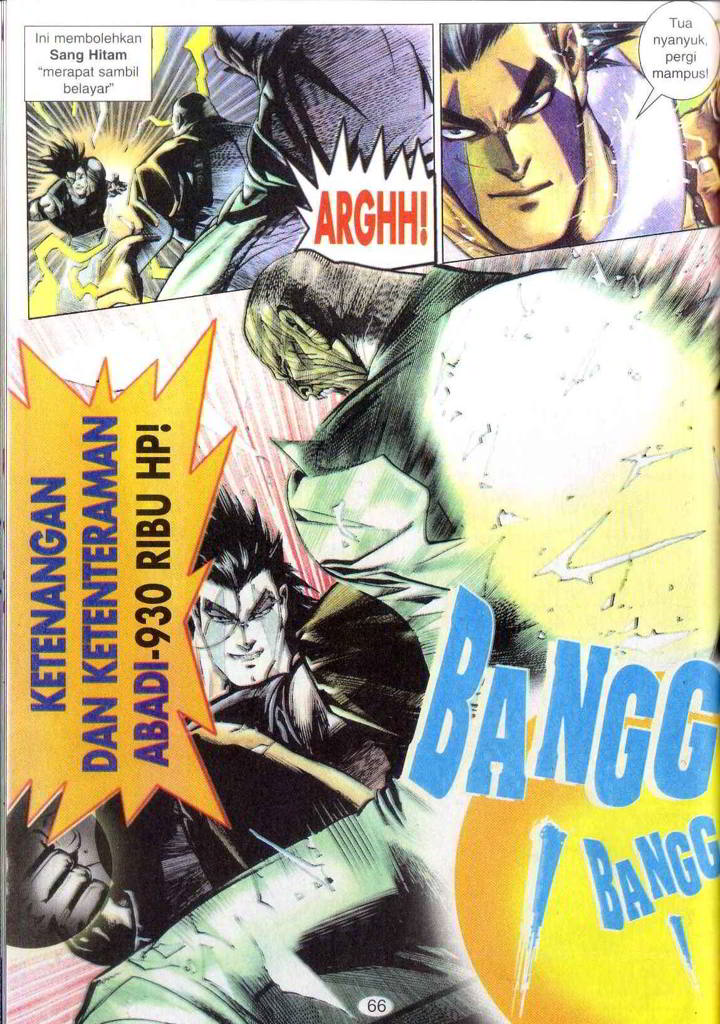 Ini membolehkan
Sang Hitam
"merapat sambil
belayar"
Tua
nyanyuk,
pergi
mampus!
ARGHH!
KETENANGAN
DAN KETENTERAMAN
ABADI-930 RIBU HP!
BANGG
!
BANGG
!
66